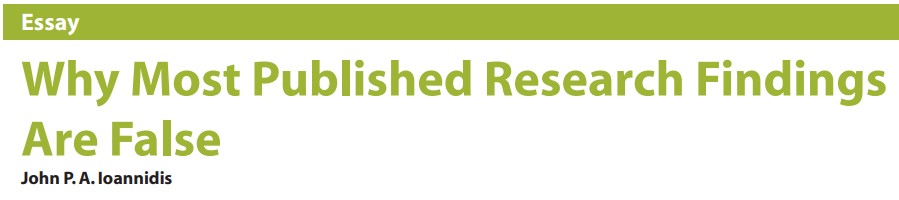 Essay
Why Most Published Research Findings
Are False
John P. A. Ioannidis